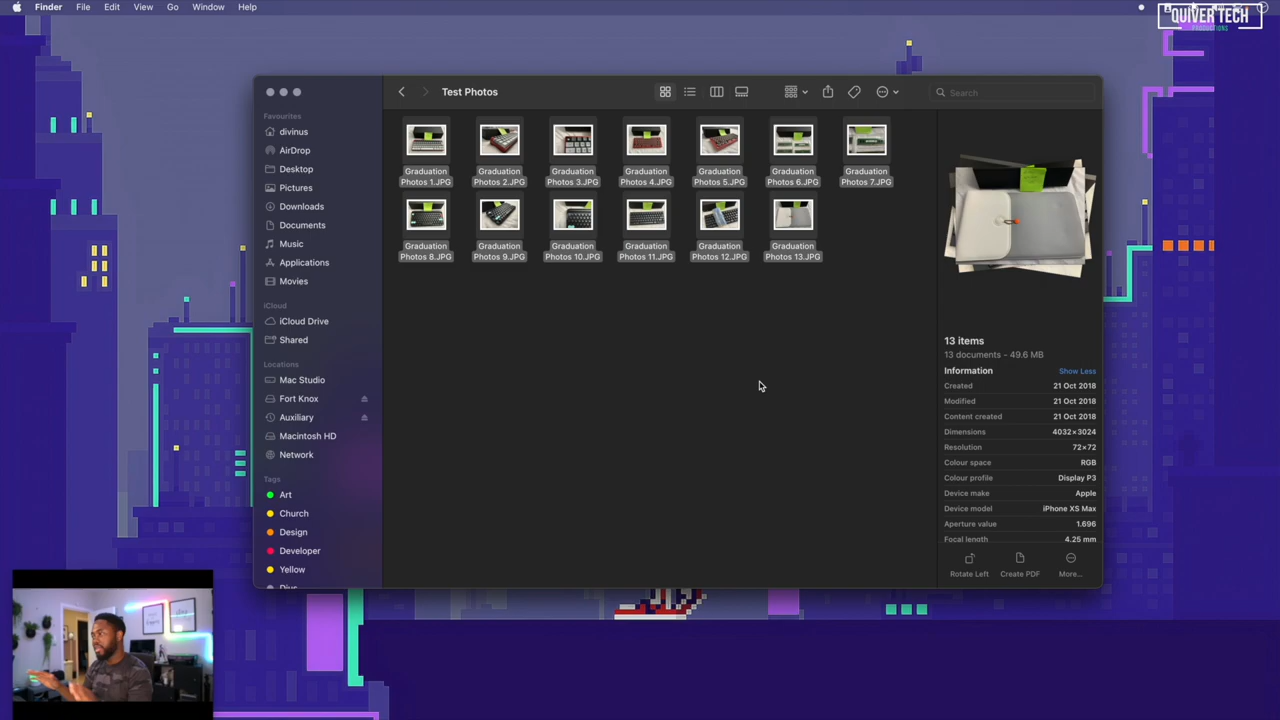 Finder File Edit View Go Window Help
QUIVER TECH
PRODUCTIONS
Test Photos
Search
Favourites
divinus
AirDrop
Desktop
Pictures
Downloads
Documents
Music
Applications
Movies
iCloud
iCloud Drive
Shared
Locations
Mac Studio
Fort Knox
Auxiliary
Macintosh HD
Network
Tags
Art
Church
Design
Developer
Yellow
Graduation
Photos 1.JPG
Graduation
Photos 2.JPG
Graduation
Photos 3.JPG
Graduation
Photos 4.JPG
Graduation
Photos 5.JPG
Graduation
Photos 6.JPG
Graduation
Photos 7.JPG
Graduation
Photos 8.JPG
Graduation
Photos 9.JPG
Graduation
Photos 10.JPG
Graduation
Photos 11.JPG
Graduation
Photos 12.JPG
Graduation
Photos 13.JPG
13 items
13 documents - 49.6 MB
Information Show Less
Created 21 Oct 2018
Modified 21 Oct 2018
Content created 21 Oct 2018
Dimensions 4032×3024
Resolution 72×72
Colour space RGB
Colour profile Display P3
Device make Apple
Device model iPhone XS Max
Aperture value 1.696
Focal length 4.25 mm
Rotate Left Create PDF More...